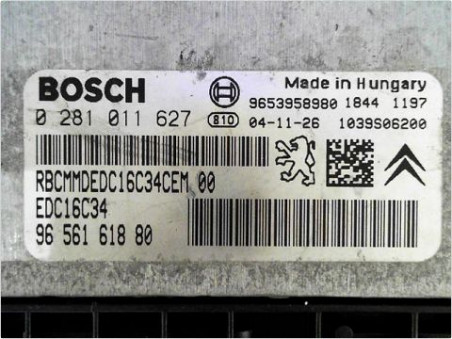 BOSCH
Made in Hungary
9653958980 1844 1197
0 281 011 627 810 04-11-26 1039S06200
RBCMMDEDC16C34CEM 00
EDC16C34
96 561 618 80